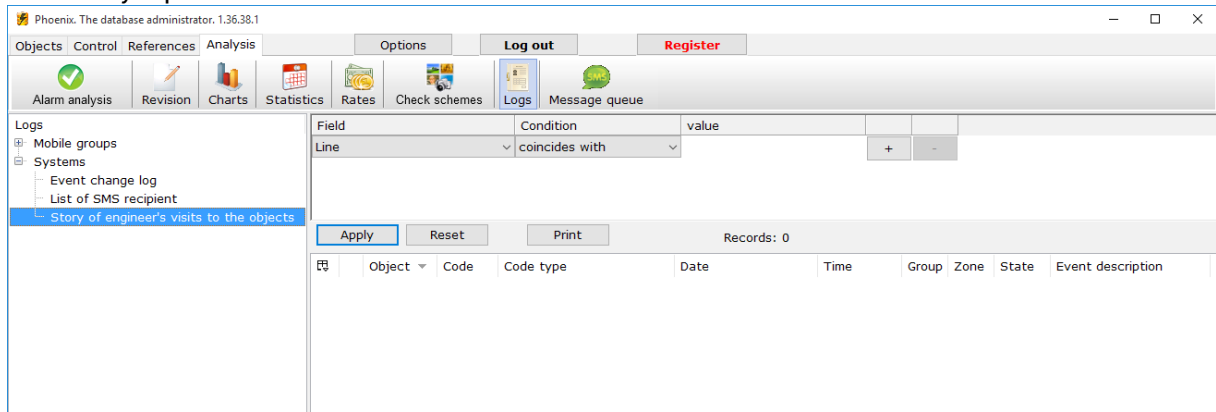 Phoenix. The database administrator. 1.36.38.1
Objects Control References Analysis Options Log out Register
Alarm analysis Revision Charts Statistics Rates Check schemes Logs Message queue
SMS
Logs
Mobile groups
Systems
Event change log
List of SMS recipient
Story of engineer's visits to the objects
Field Condition value
Line coincides with + -
Apply Reset Print Records: 0
Object Code Code type Date Time Group Zone State Event description